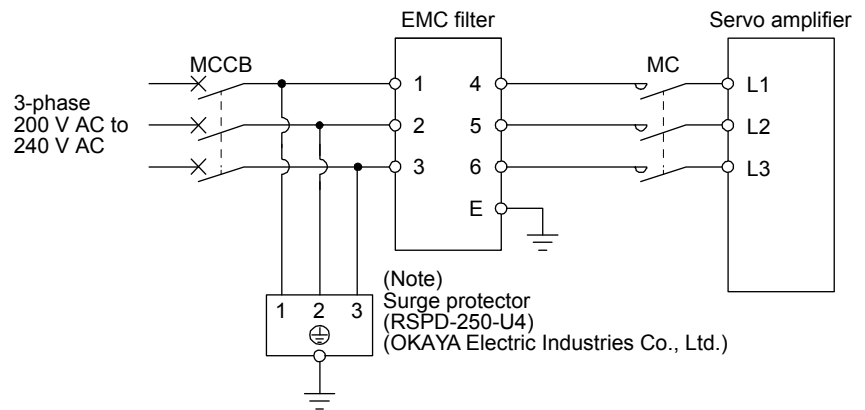 EMC filter
Servo amplifier
MCCB
MC
3-phase
200 V AC to
240 V AC
1
4
L1
2
5
L2
3
6
L3
E
(Note)
Surge protector
(RSPD-250-U4)
(OKAYA Electric Industries Co., Ltd.)
1 2 3